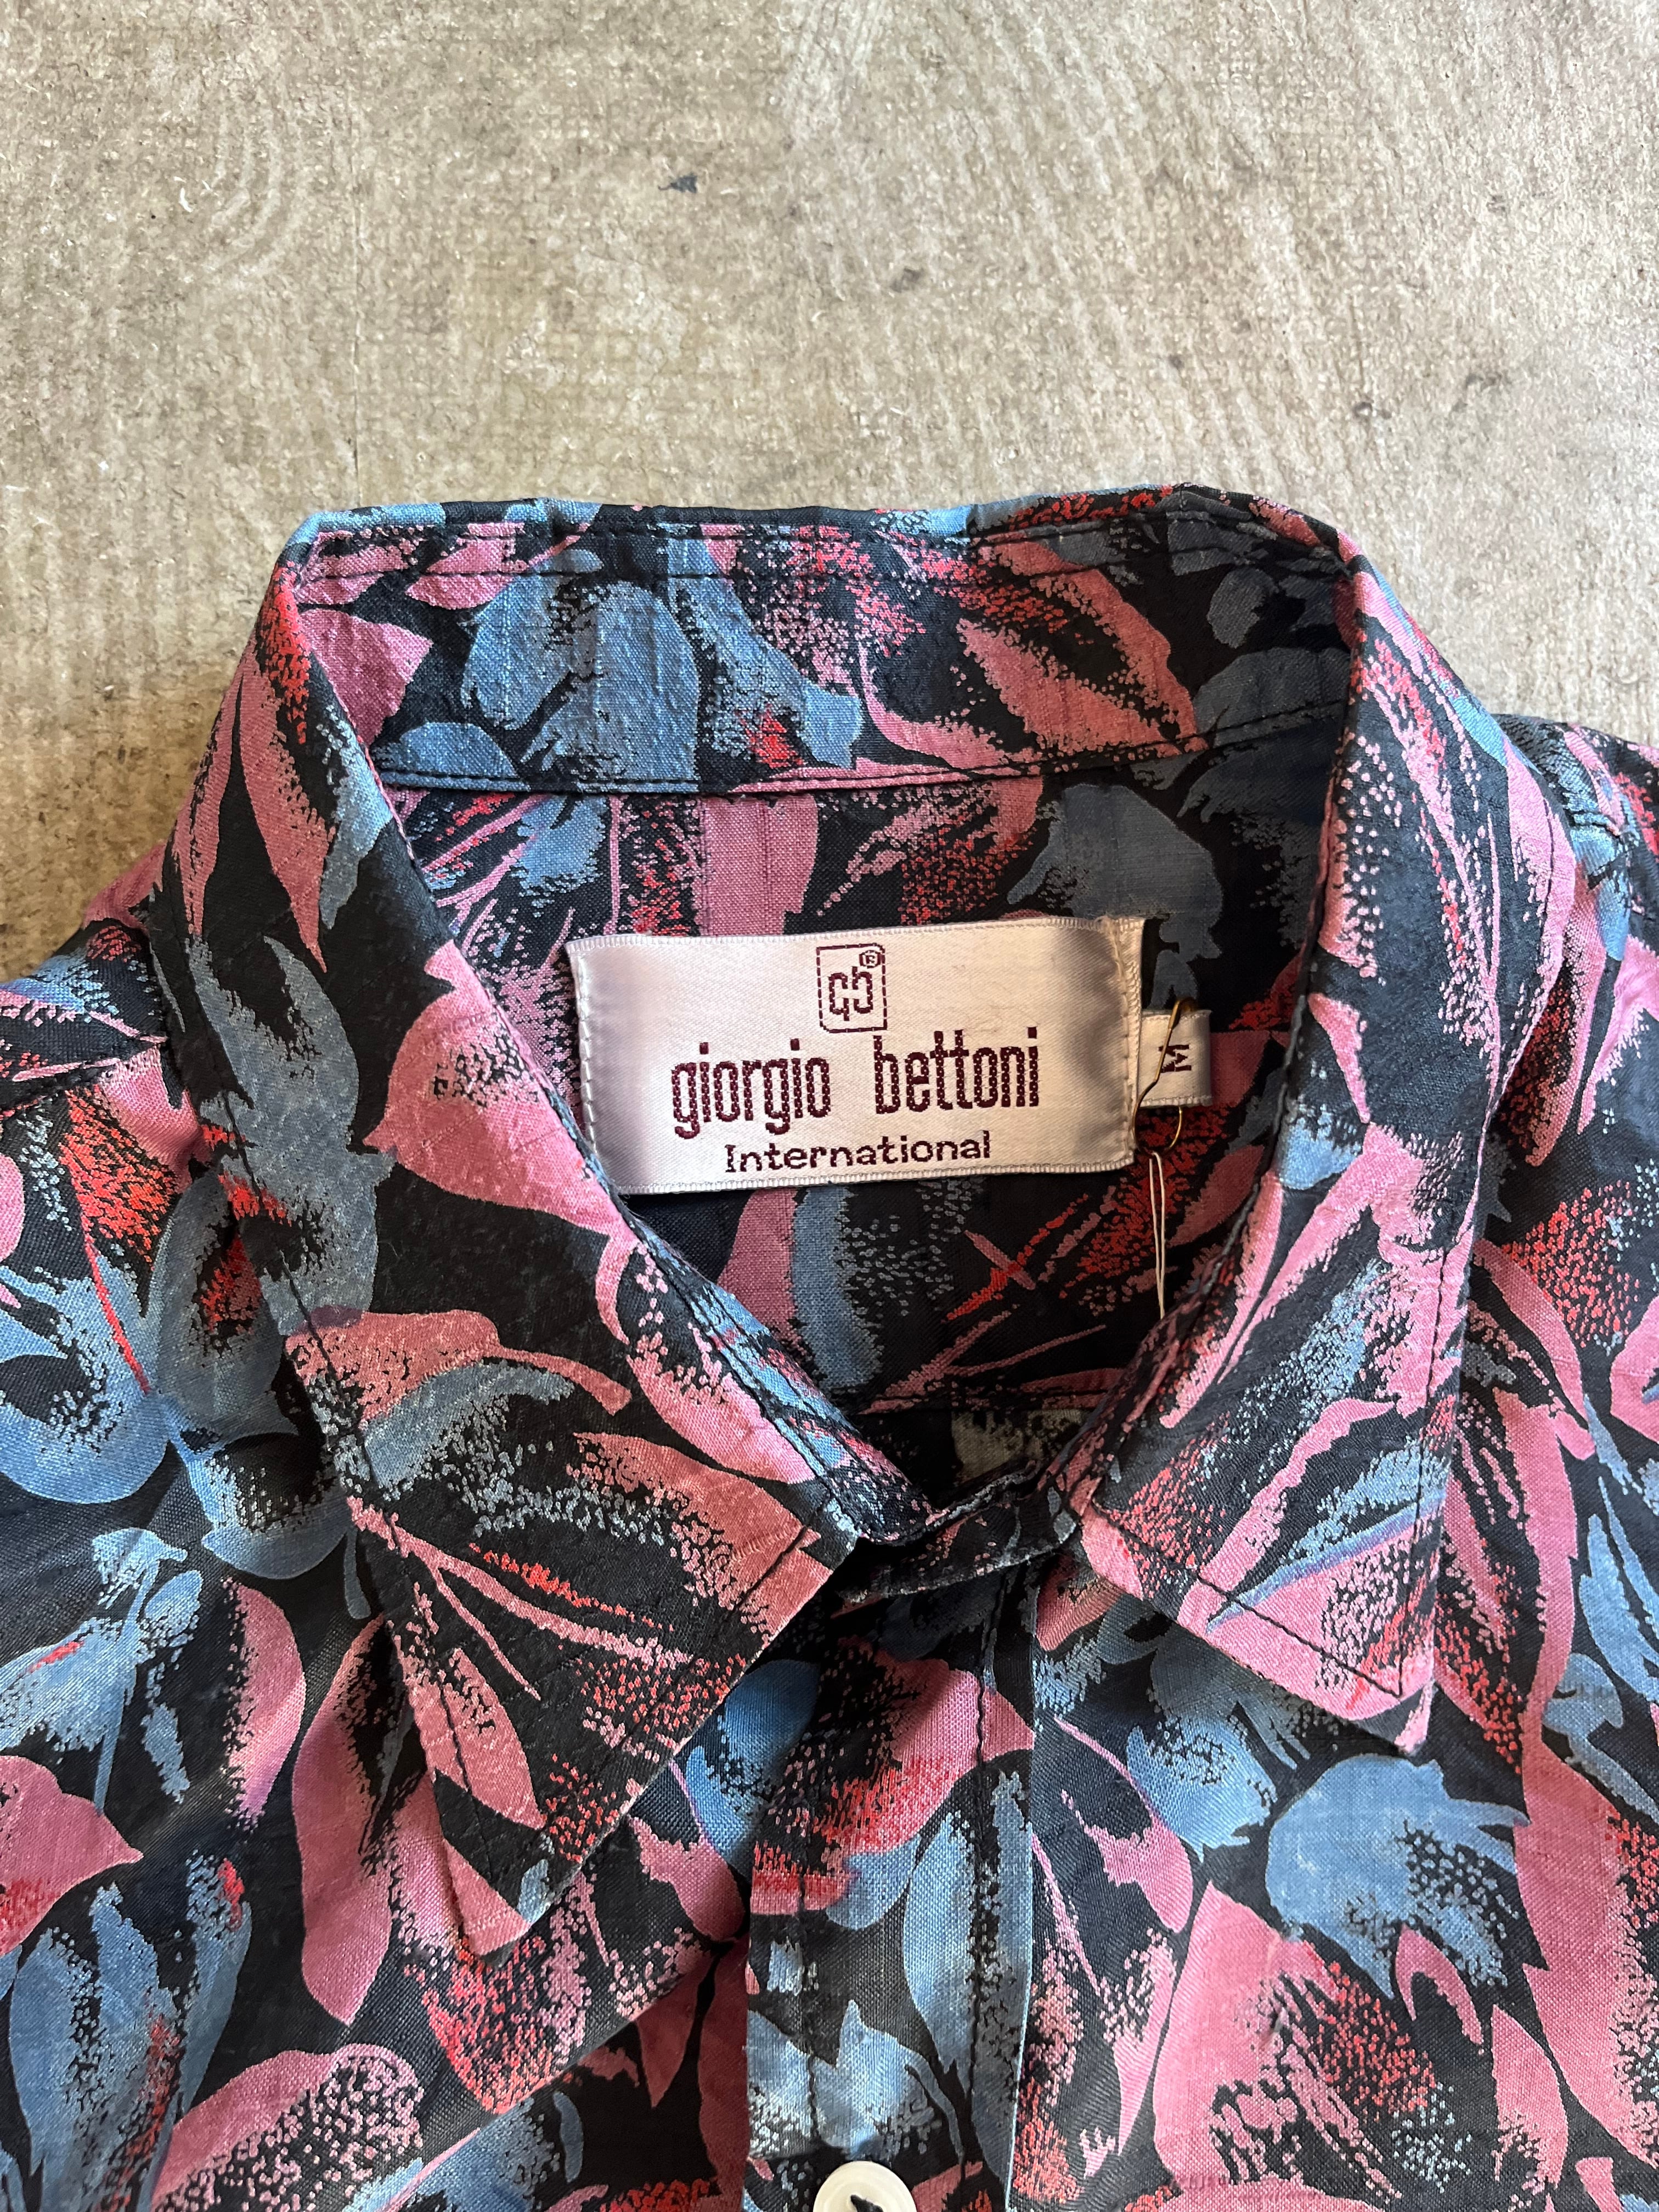 gb®
giorgio bettoni
International
M